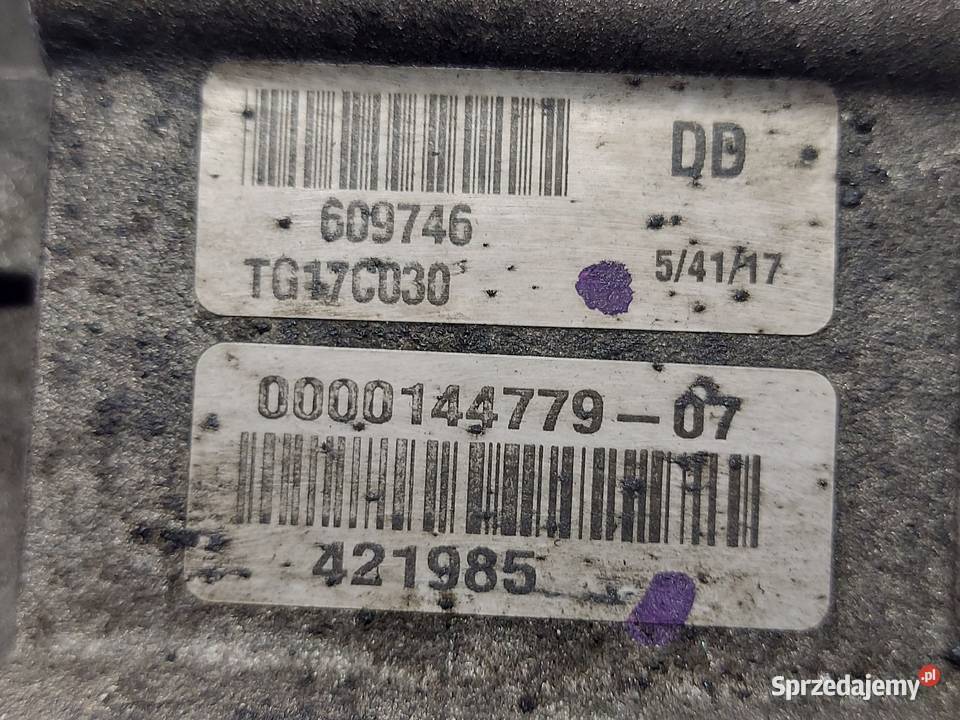 DD
609746
TG17C030
5/41/17
0000144779-07
421985
Sprzedajemy.pl